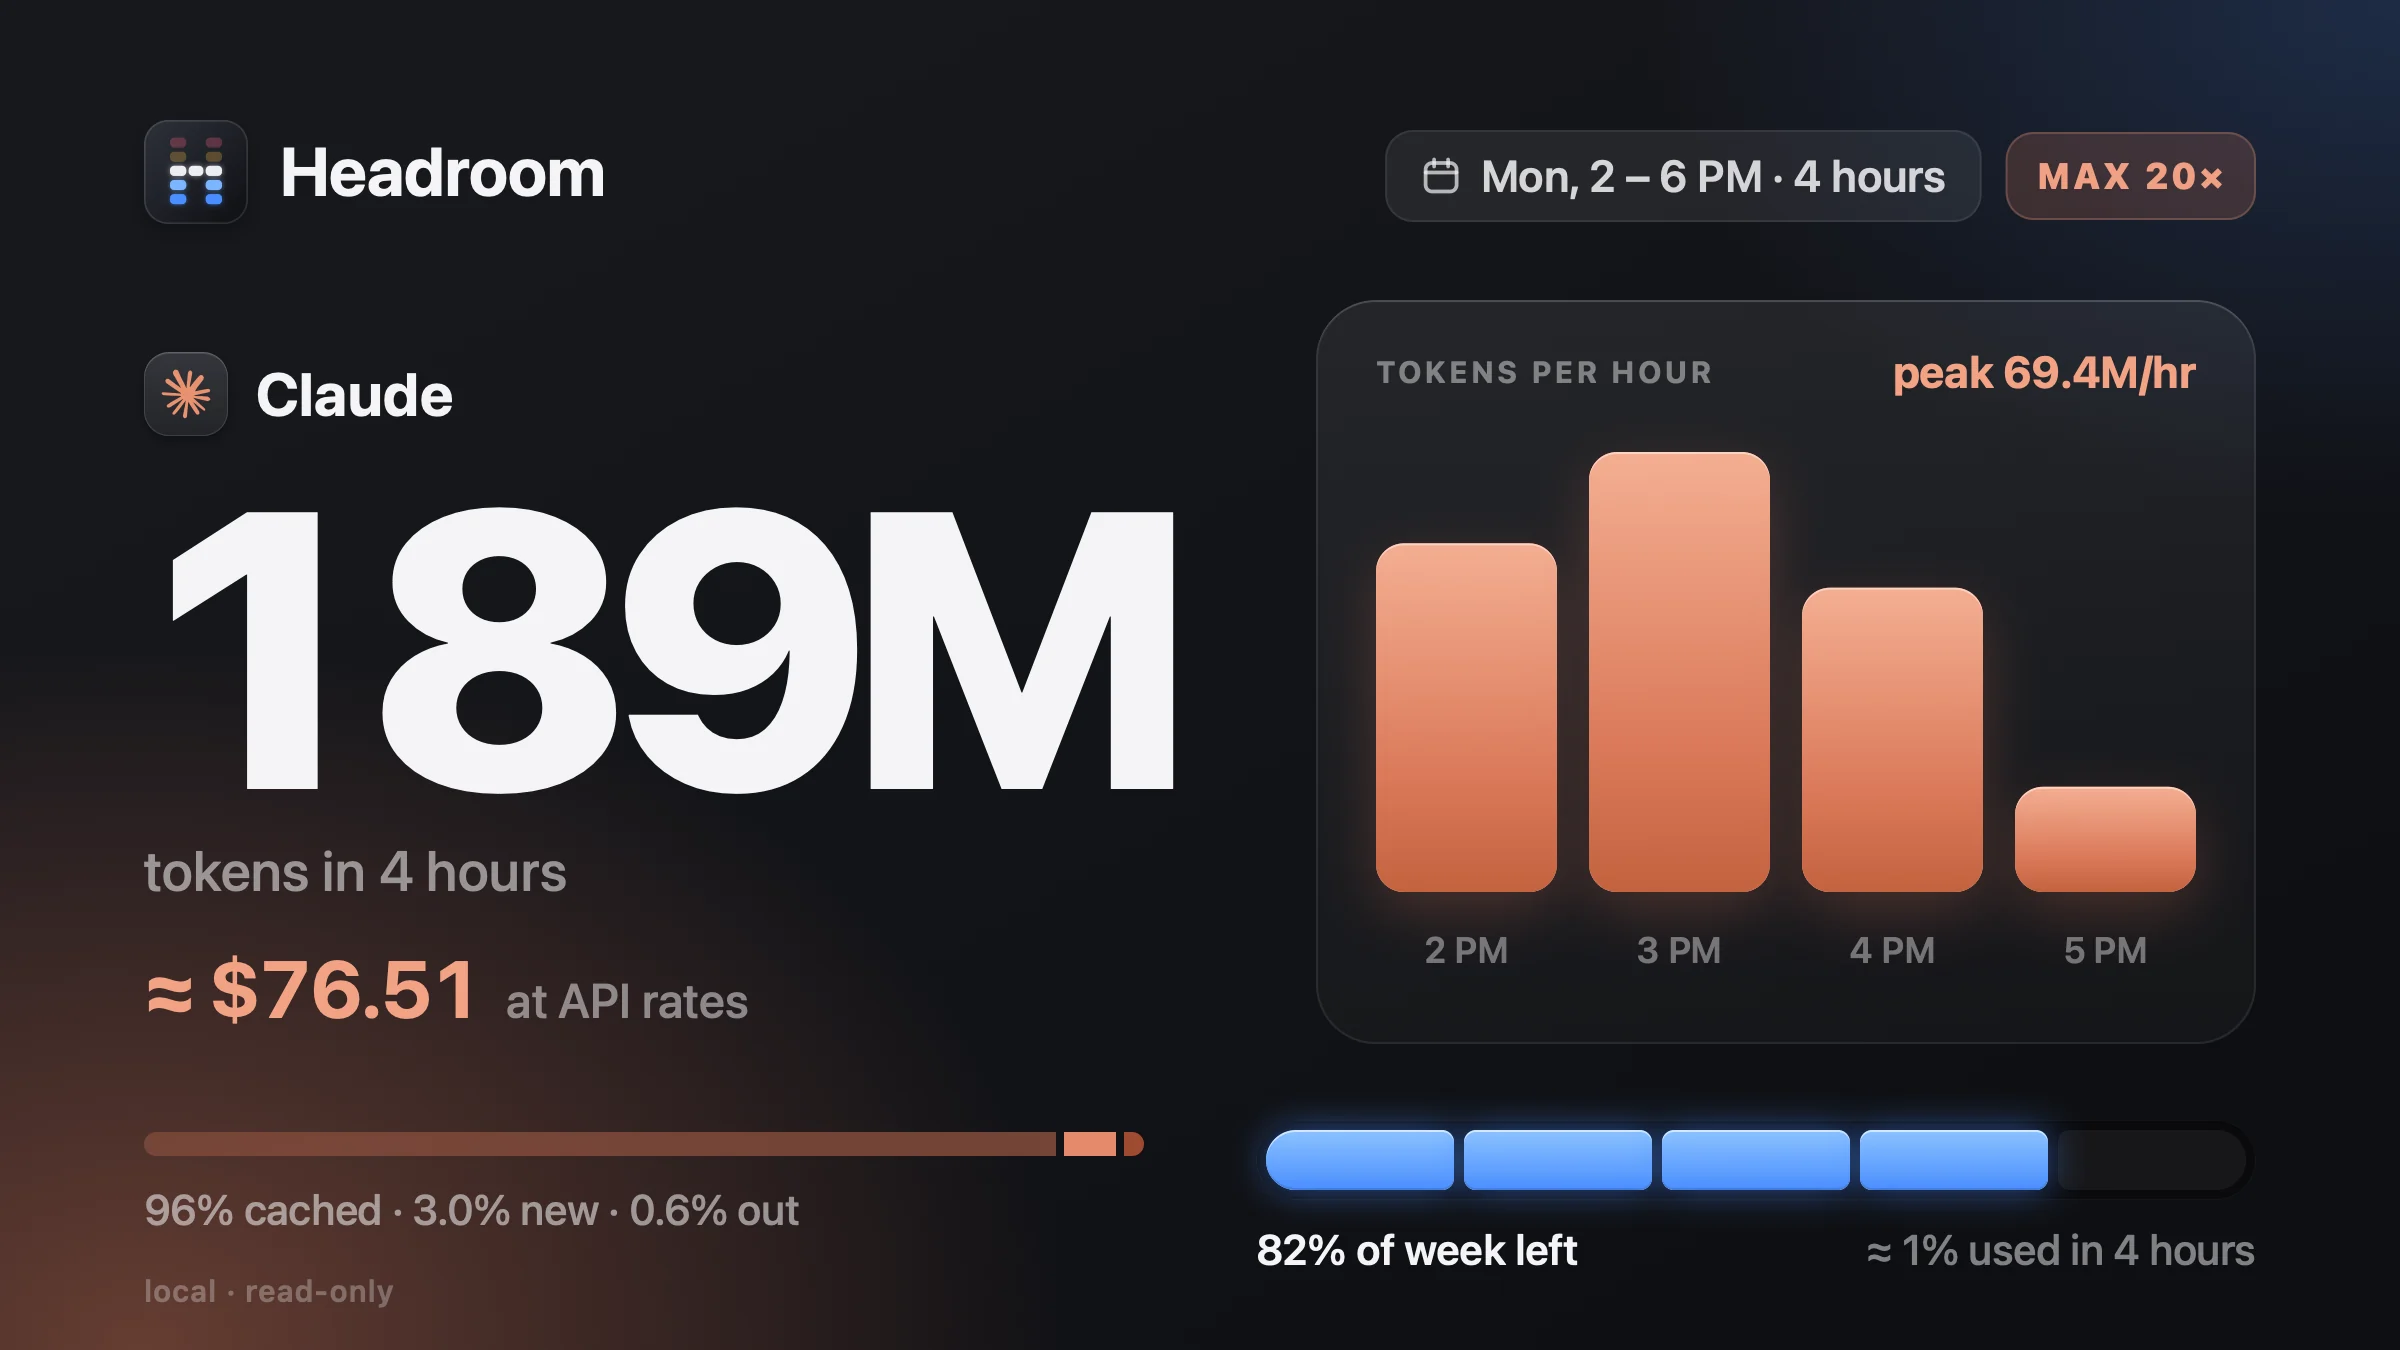 Headroom
Mon, 2 – 6 PM · 4 hours
MAX 20×
Claude
189M
tokens in 4 hours
≈ $76.51 at API rates
96% cached · 3.0% new · 0.6% out
local · read-only
TOKENS PER HOUR
peak 69.4M/hr
2 PM 3 PM 4 PM 5 PM
82% of week left
≈ 1% used in 4 hours